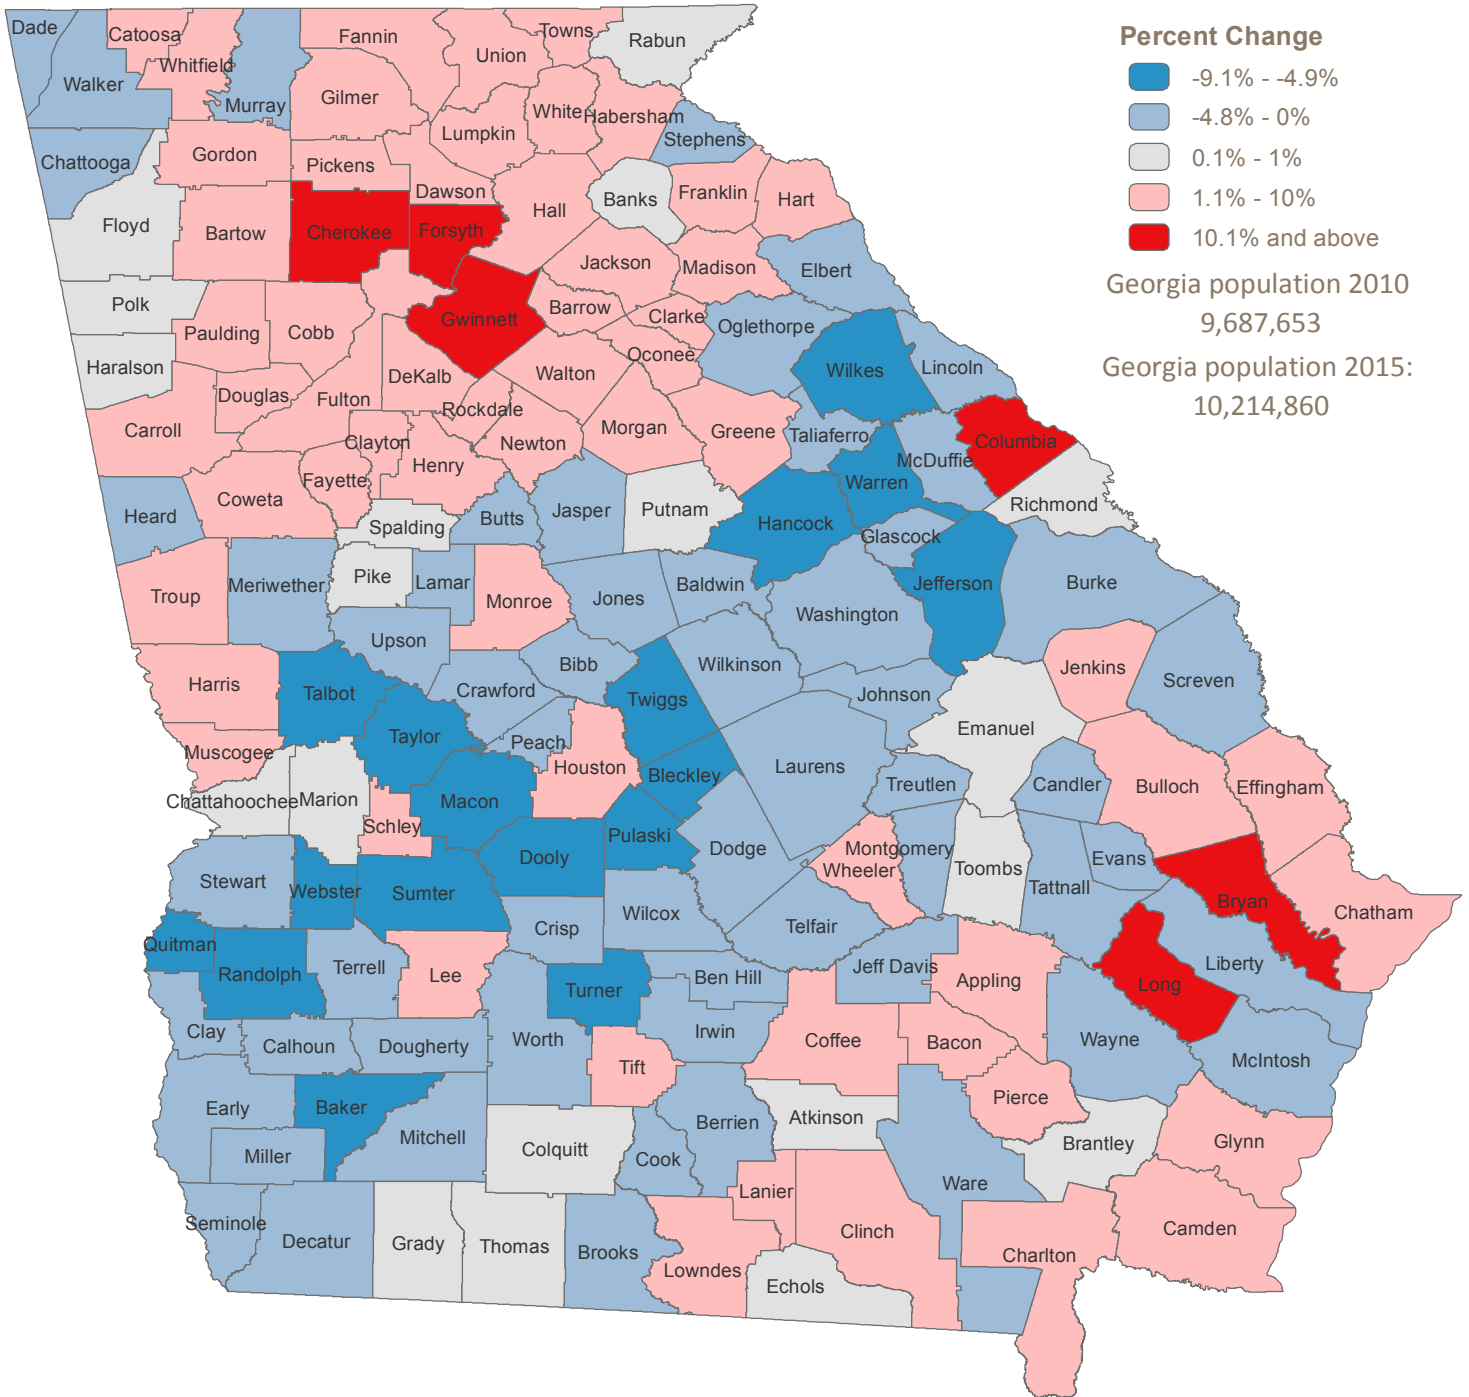 Percent Change
-9.1% - -4.9%
-4.8% - 0%
0.1% - 1%
1.1% - 10%
10.1% and above
Georgia population 2010
9,687,653
Georgia population 2015:
10,214,860
Dade
Walker
Catoosa
Whitfield
Murray
Fannin
Gilmer
Union
Towns
Rabun
White
Habersham
Lumpkin
Stephens
Chattooga
Gordon
Pickens
Dawson
Hall
Banks
Franklin
Hart
Floyd
Bartow
Cherokee
Forsyth
Jackson
Madison
Elbert
Polk
Paulding
Cobb
Gwinnett
Barrow
Clarke
Oconee
Oglethorpe
Haralson
Douglas
Fulton
DeKalb
Rockdale
Walton
Wilkes
Lincoln
Carroll
Clayton
Henry
Newton
Morgan
Greene
Taliaferro
McDuffie
Columbia
Fayette
Coweta
Warren
Richmond
Heard
Spalding
Butts
Jasper
Putnam
Hancock
Glascock
Jefferson
Burke
Troup
Meriwether
Pike
Lamar
Monroe
Jones
Baldwin
Washington
Upson
Bibb
Wilkinson
Johnson
Jenkins
Screven
Harris
Talbot
Crawford
Twiggs
Emanuel
Muscogee
Taylor
Peach
Houston
Bleckley
Laurens
Treutlen
Candler
Bulloch
Effingham
Chattahoochee
Marion
Macon
Schley
Dooly
Pulaski
Dodge
Montgomery
Wheeler
Toombs
Evans
Tattnall
Bryan
Chatham
Stewart
Webster
Sumter
Crisp
Wilcox
Telfair
Quitman
Randolph
Terrell
Lee
Turner
Ben Hill
Jeff Davis
Appling
Long
Liberty
Clay
Calhoun
Dougherty
Worth
Irwin
Coffee
Bacon
Wayne
McIntosh
Tift
Pierce
Early
Baker
Mitchell
Berrien
Atkinson
Brantley
Glynn
Miller
Colquitt
Cook
Lanier
Ware
Camden
Seminole
Decatur
Grady
Thomas
Brooks
Lowndes
Clinch
Charlton
Echols